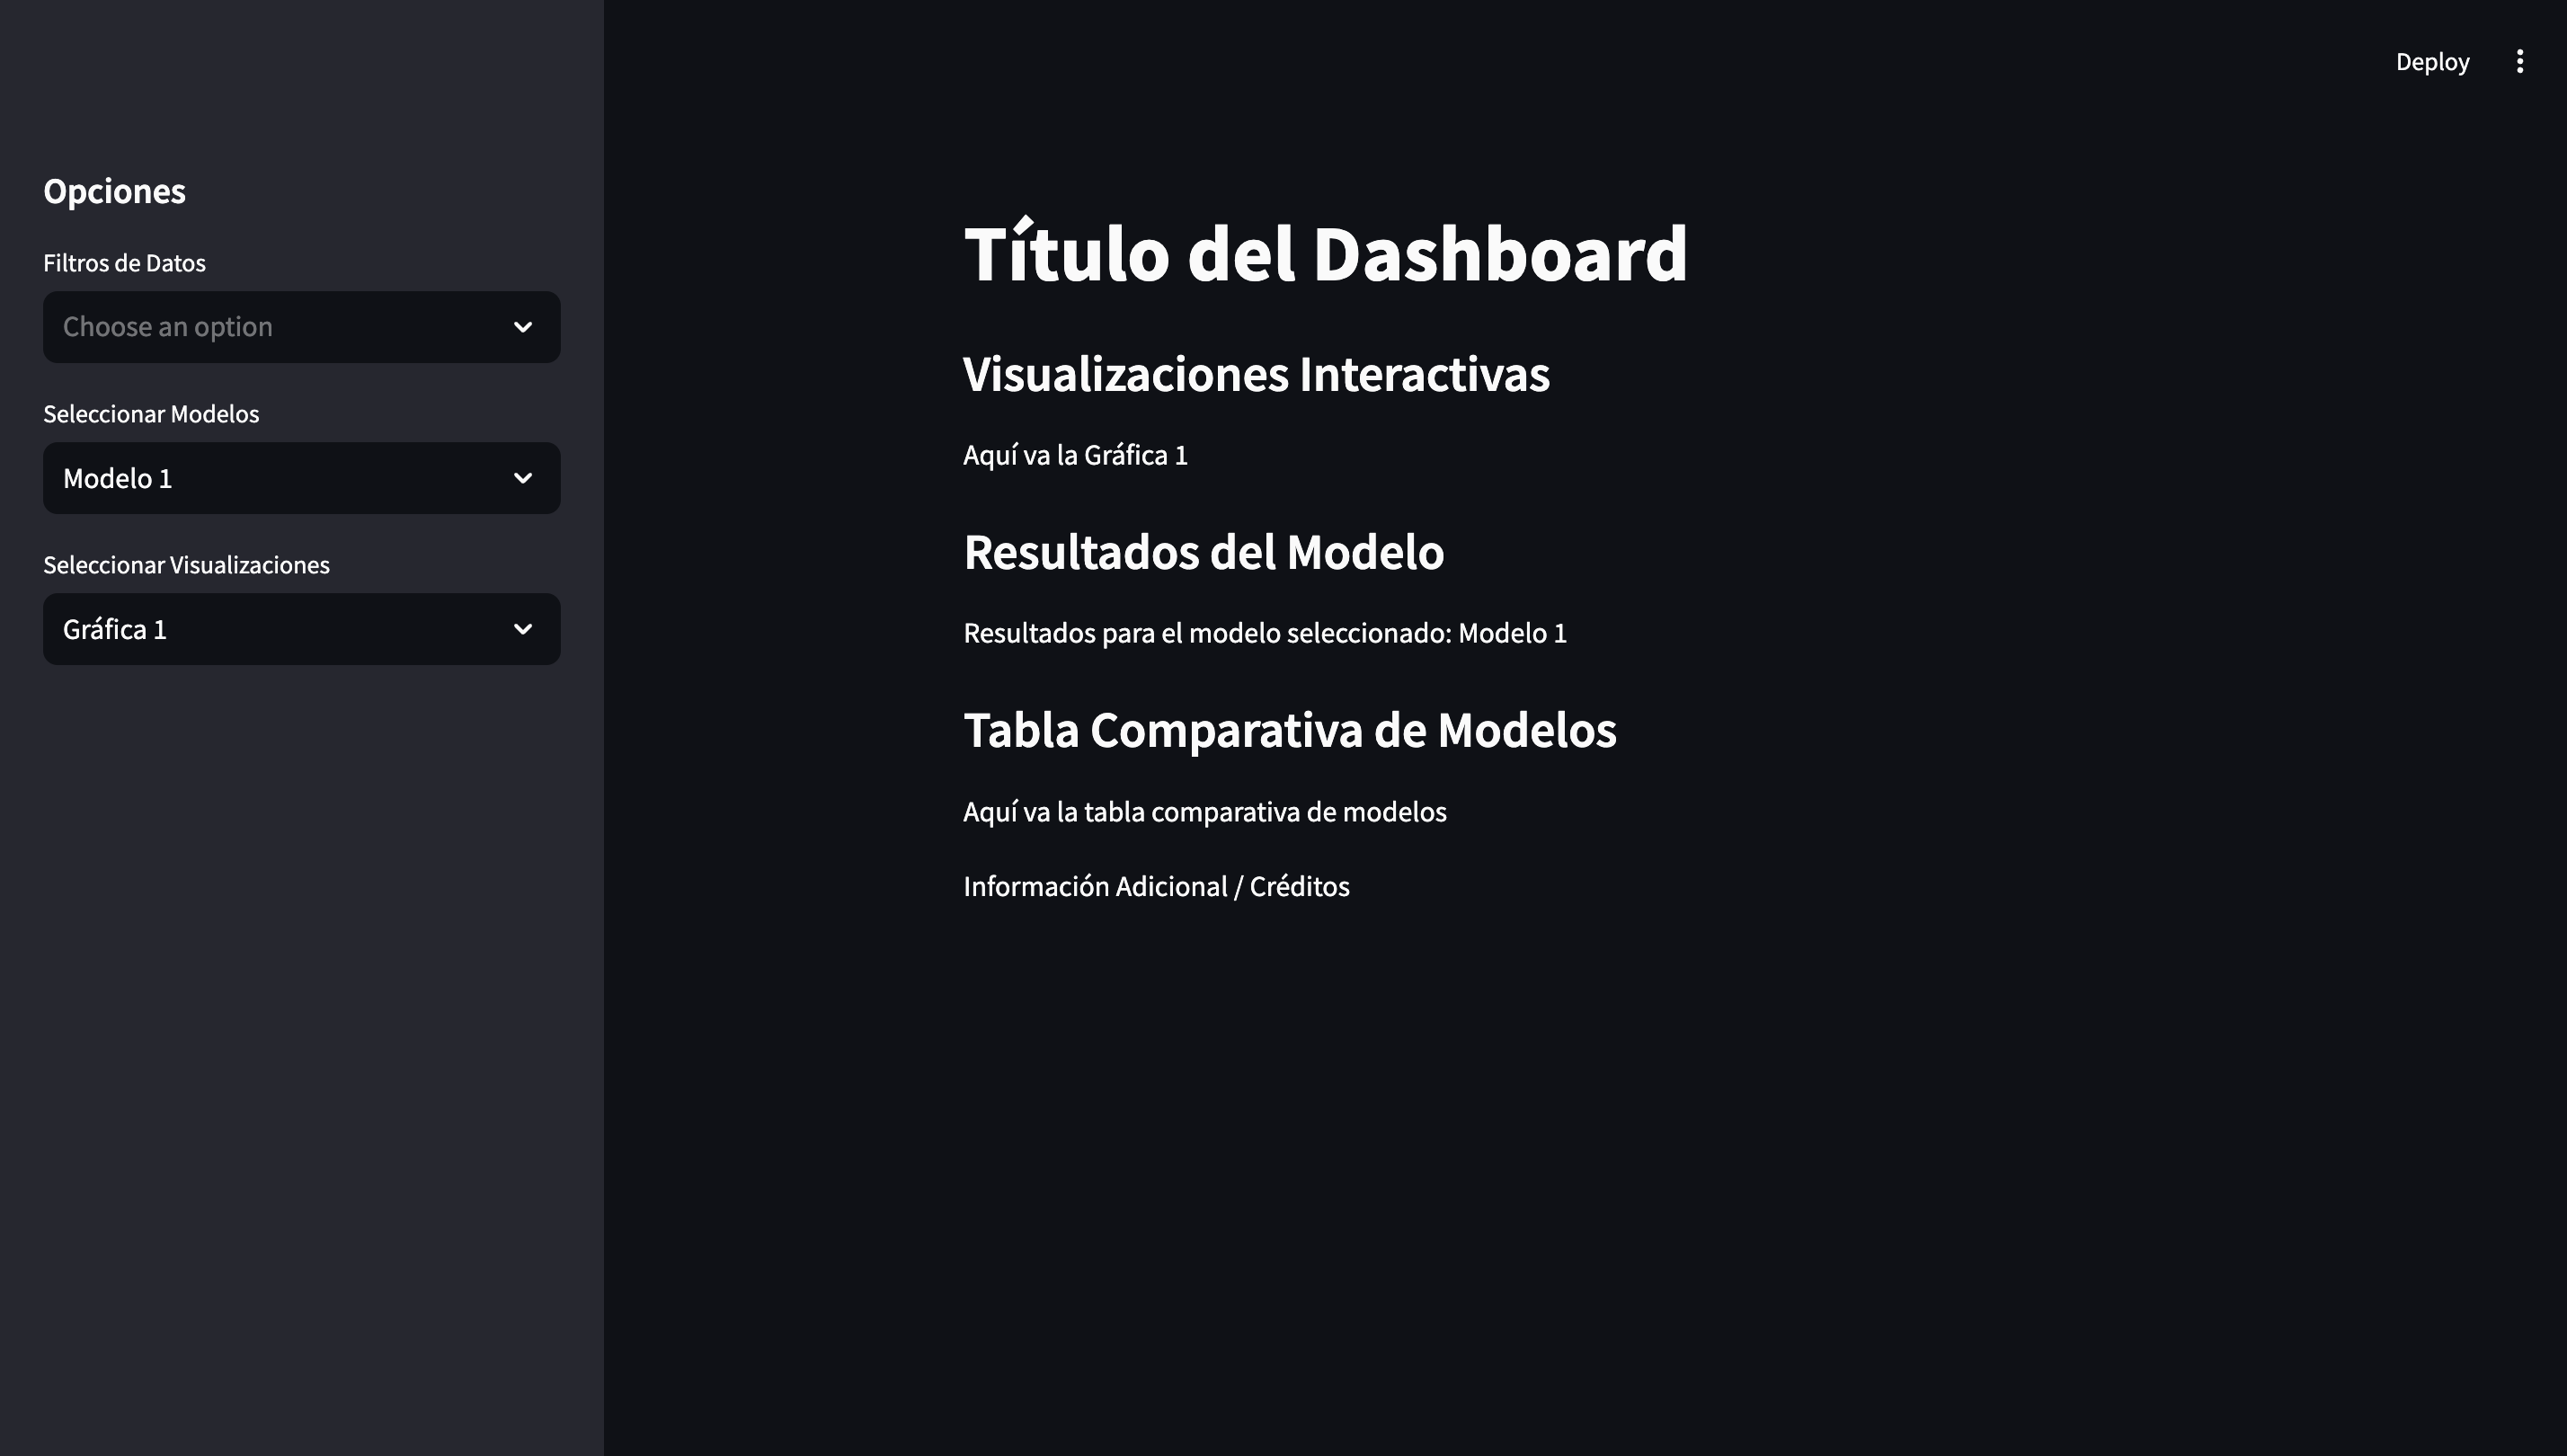 Deploy
Opciones
Filtros de Datos
Choose an option
Seleccionar Modelos
Modelo 1
Seleccionar Visualizaciones
Gráfica 1
Título del Dashboard
Visualizaciones Interactivas
Aquí va la Gráfica 1
Resultados del Modelo
Resultados para el modelo seleccionado: Modelo 1
Tabla Comparativa de Modelos
Aquí va la tabla comparativa de modelos
Información Adicional / Créditos